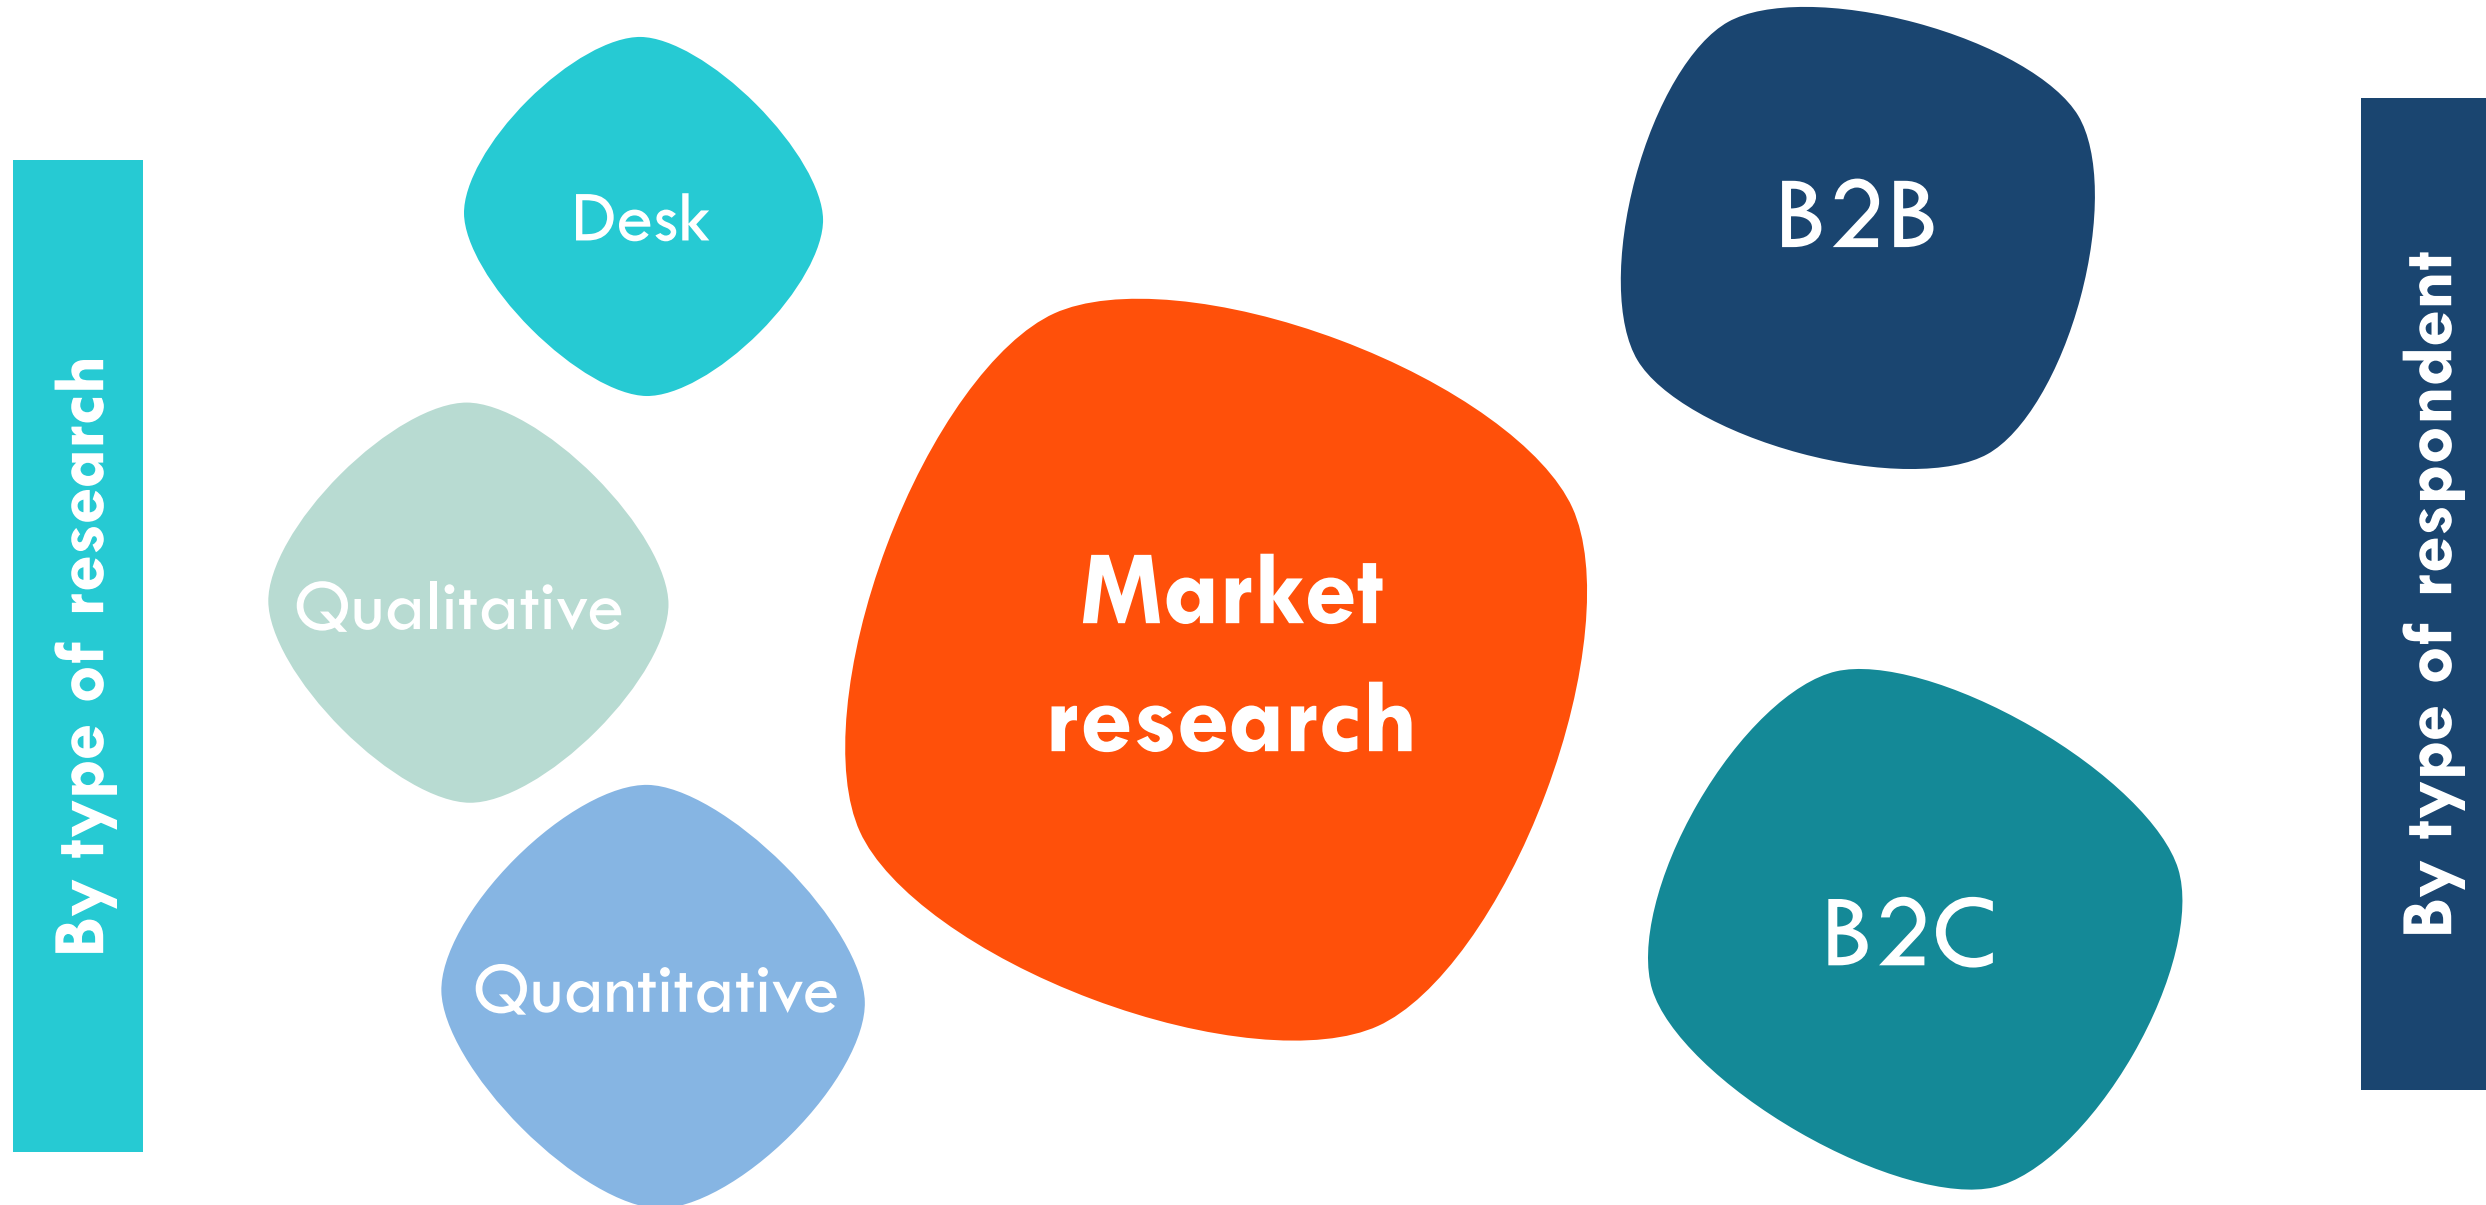 By type of research
Desk
Qualitative
Quantitative
Market
research
B2B
B2C
By type of respondent